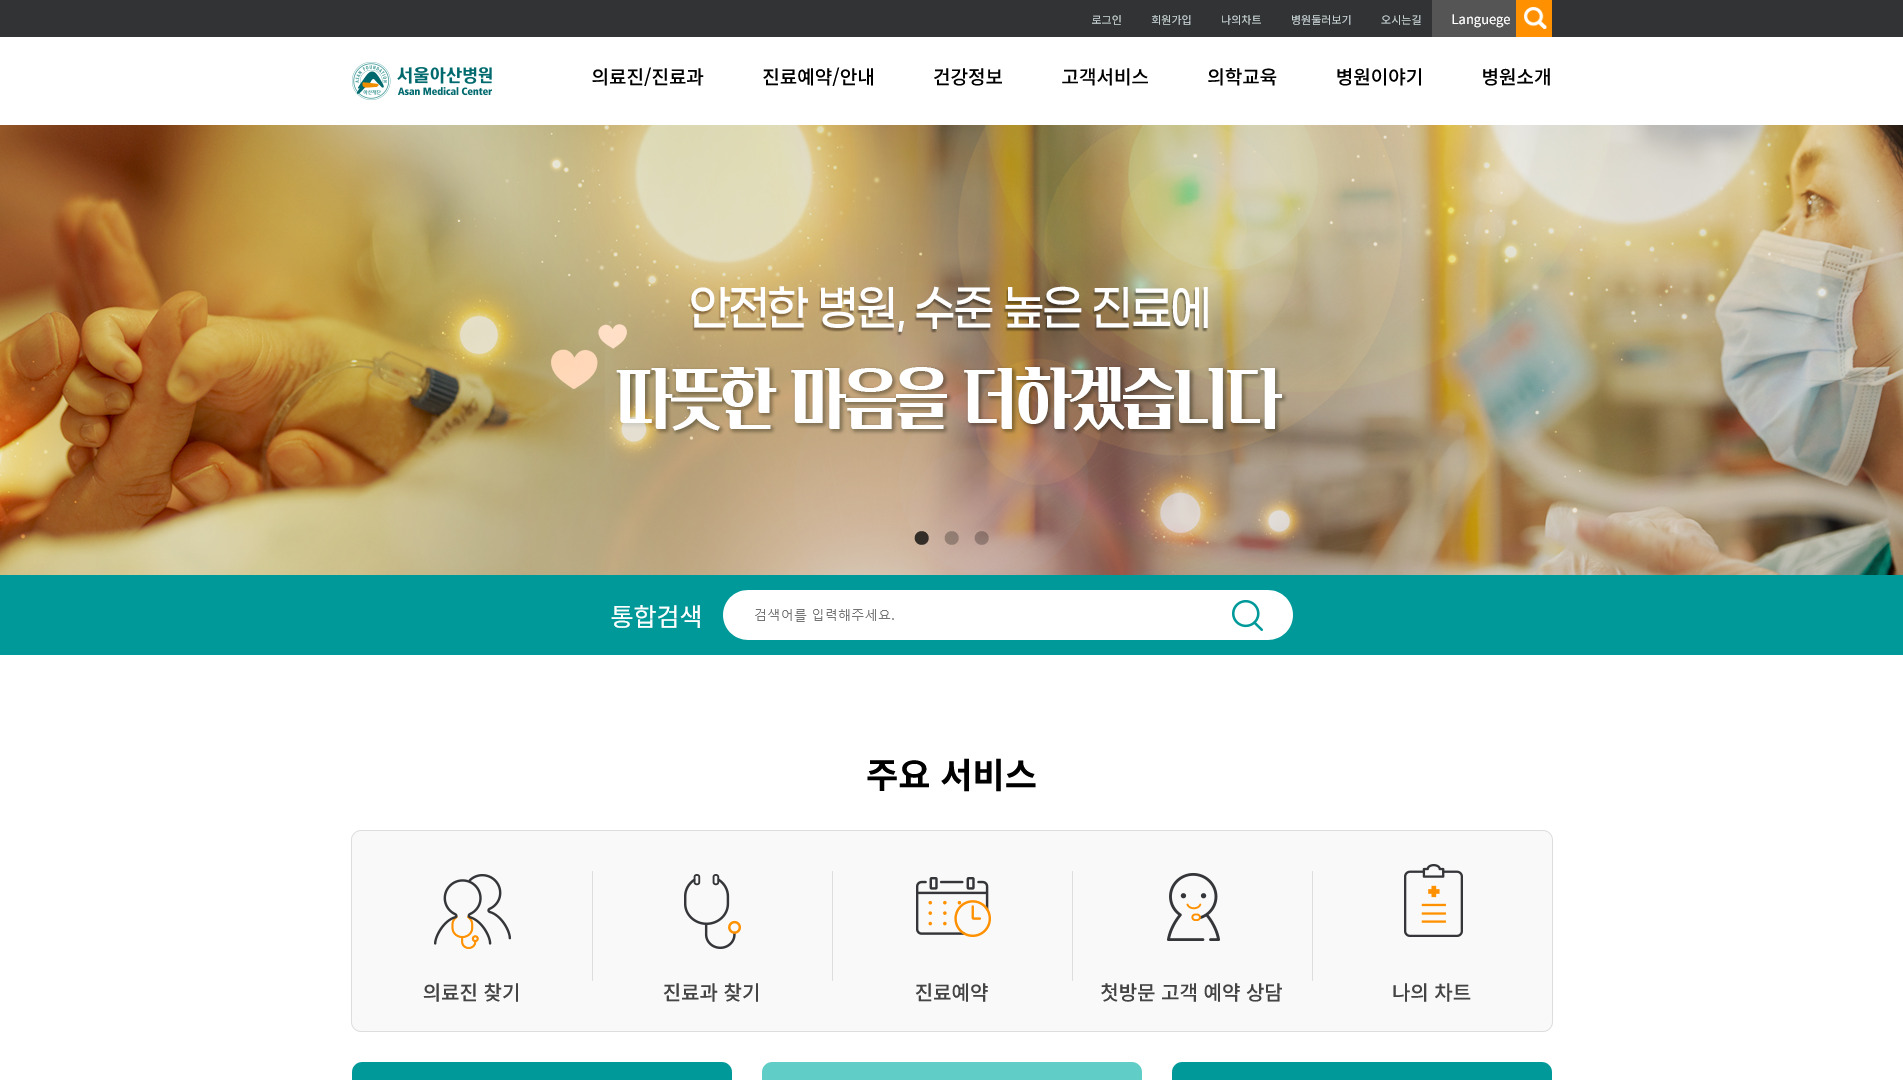 로그인
회원가입
나의차트
병원둘러보기
오시는길
Languege
서울아산병원
Asan Medical Center
의료진/진료과
진료예약/안내
건강정보
고객서비스
의학교육
병원이야기
병원소개
안전한 병원, 수준 높은 진료에
따뜻한 마음을 더하겠습니다
통합검색
검색어를 입력해주세요.
주요 서비스
의료진 찾기
진료과 찾기
진료예약
첫방문 고객 예약 상담
나의 차트